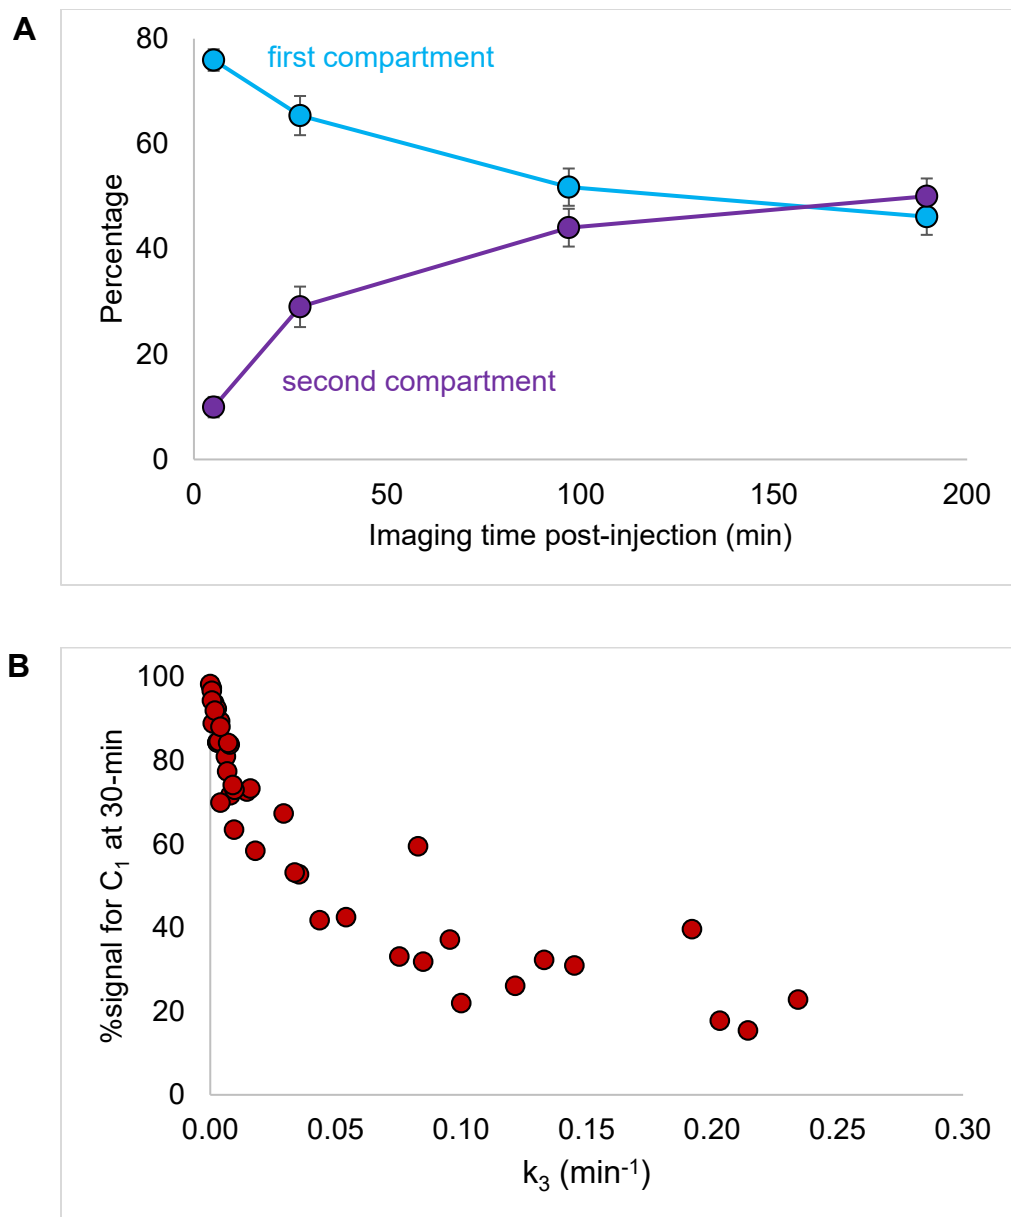 A
80
first compartment
60
Percentage
40
20
second compartment
0
0 50 100 150 200
Imaging time post-injection (min)
B
100
80
%signal for C₁ at 30-min
60
40
20
0
0.00 0.05 0.10 0.15 0.20 0.25 0.30
k₃ (min⁻¹)